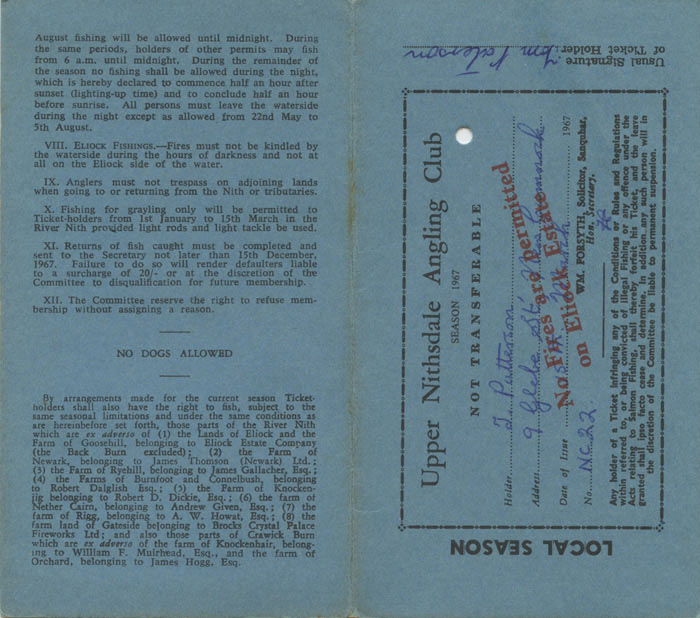 August fishing will be allowed until midnight. During
the same periods, holders of other permits may fish
from 6 a.m. until midnight. During the remainder of
the season no fishing shall be allowed during the night,
which is hereby declared to commence half an hour after
sunset (lighting-up time) and to conclude half an hour
before sunrise. All persons must leave the waterside
during the night except as allowed from 22nd May to
5th August.
VIII. ELIOCK FISHINGS.—Fires must not be kindled by
the waterside during the hours of darkness and not at
all on the Eliock side of the water.
IX. Anglers must not trespass on adjoining lands
when going to or returning from the Nith or tributaries.
X. Fishing for grayling only will be permitted to
Ticket-holders from 1st January to 15th March in the
River Nith provided light rods and light tackle be used.
XI. Returns of fish caught must be completed and
sent to the Secretary not later than 15th December,
1967. Failure to do so will render defaulters liable
to a surcharge of 20/- or at the discretion of the
Committee to disqualification for future membership.
XII. The Committee reserve the right to refuse mem-
bership without assigning a reason.
NO DOGS ALLOWED
By arrangements made for the current season Ticket-
holders shall also have the right to fish, subject to the
same seasonal limitations and under the same conditions as
are hereinbefore set forth, those parts of the River Nith
which are ex adverso of (1) the Lands of Eliock and the
Farm of Goosehill, belonging to Eliock Estate Company
(the Back Burn excluded); (2) the Farm of
Newark, belonging to James Thomson (Newark) Ltd.;
(3) the Farm of Ryehill, belonging to James Gallacher, Esq.;
(4) the Farms of Burnfoot and Connelbush, belonging
to Robert Dalglish Esq.; (5) the Farm of Knocken-
jig belonging to Robert D. Dickie, Esq.; (6) the farm of
Nether Cairn, belonging to Andrew Given, Esq.; (7) the
farm of Rigg, belonging to A. W. Howat, Esq.; (8) the
farm land of Gateside belonging to Brocks Crystal Palace
Fireworks Ltd; and also those parts of Crawick Burn
which are ex adverso of the farm of Knockenhair, belong-
ing to William F. Muirhead, Esq., and the farm of
Orchard, belonging to James Hogg, Esq.
LOCAL SEASON
Upper Nithsdale Angling Club
SEASON 1967
NOT TRANSFERABLE
Holder T. Patterson
Address 9 Glebe St.
Date of Issue March 1967
No. NC.22
No Fires are permitted
on Eliock Estate
WM. FORSYTH, Solicitor, Sanquhar,
Hon. Secretary.
Any holder of a Ticket infringing any of the Conditions or Rules and Regulations
within referred to, or being convicted of illegal Fishing or any offence under the
Acts relating to Salmon Fishing, shall thereby forfeit his Ticket, and the leave
granted shall ipso facto cease and determine. In addition, any such person will in
the discretion of the Committee be liable to permanent suspension
Usual Signature
of Ticket Holder: Tom Paterson